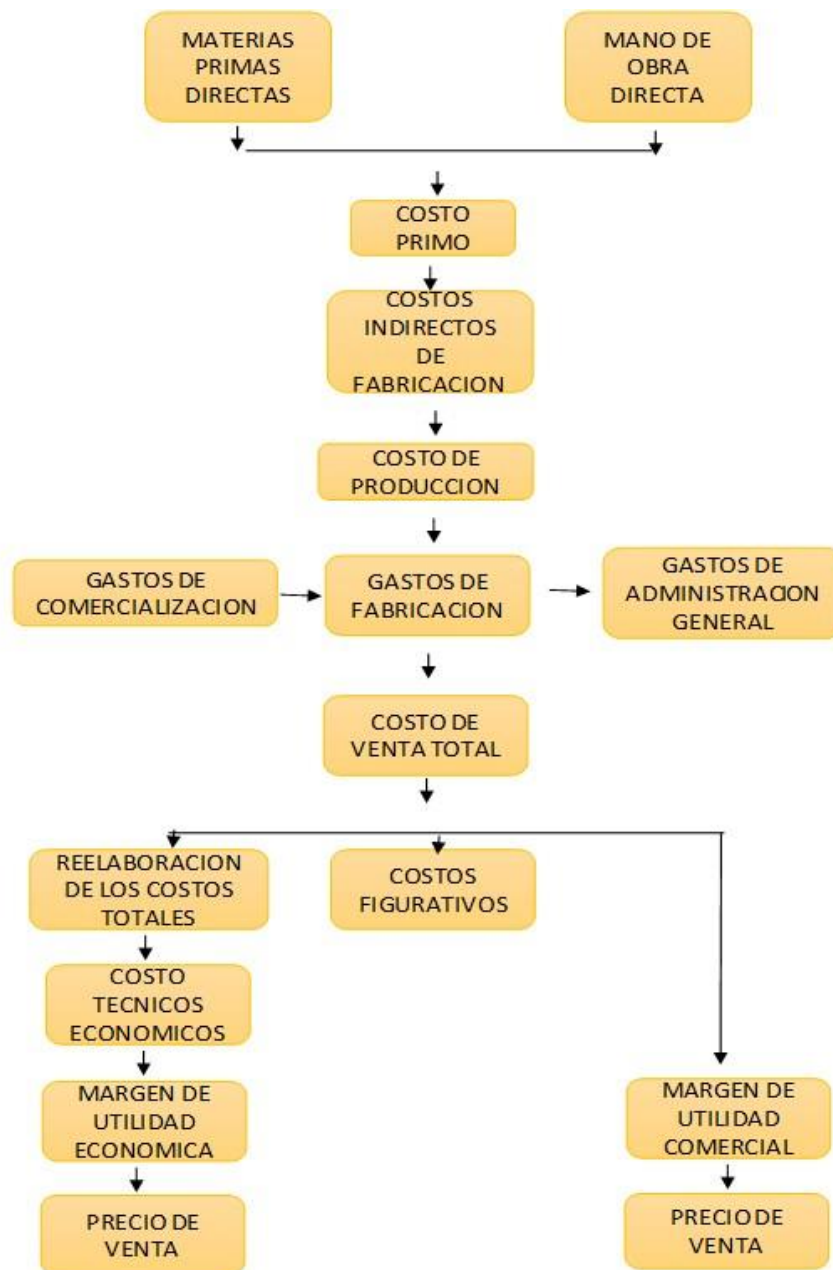 MATERIAS
PRIMAS
DIRECTAS
MANO DE
OBRA
DIRECTA
COSTO
PRIMO
COSTOS
INDIRECTOS
DE
FABRICACION
COSTO DE
PRODUCCION
GASTOS DE
COMERCIALIZACION
GASTOS DE
FABRICACION
GASTOS DE
ADMINISTRACION
GENERAL
COSTO DE
VENTA TOTAL
REELABORACION
DE LOS COSTOS
TOTALES
COSTOS
FIGURATIVOS
COSTO
TECNICOS
ECONOMICOS
MARGEN DE
UTILIDAD
ECONOMICA
MARGEN DE
UTILIDAD
COMERCIAL
PRECIO DE
VENTA
PRECIO DE
VENTA